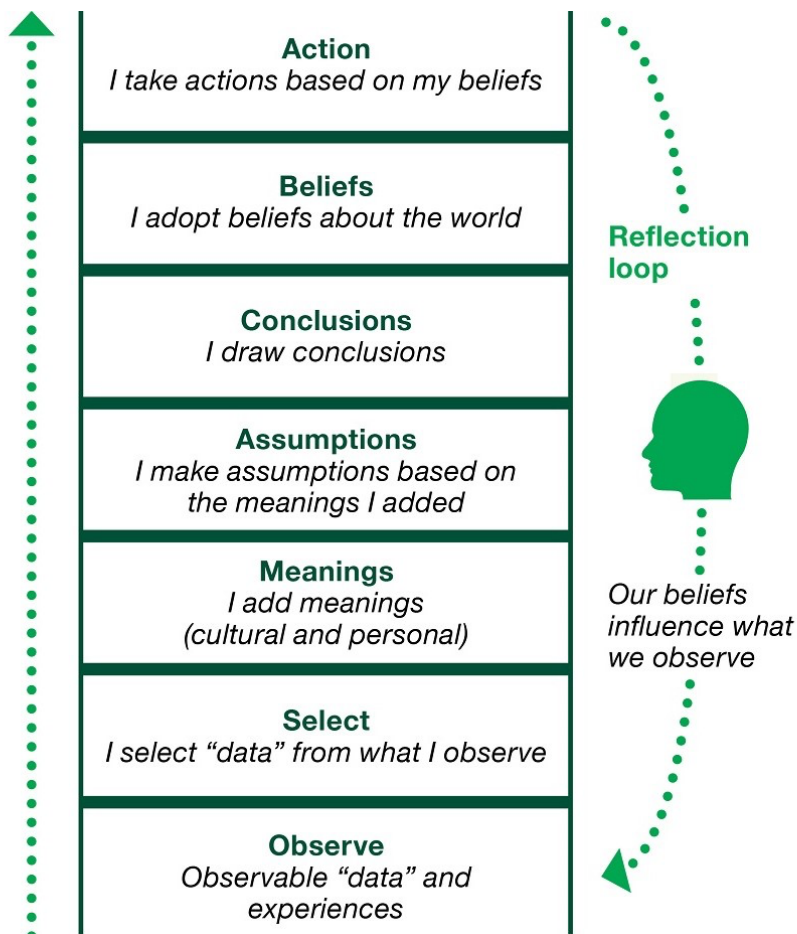 Action
I take actions based on my beliefs
Beliefs
I adopt beliefs about the world
Conclusions
I draw conclusions
Assumptions
I make assumptions based on
the meanings I added
Meanings
I add meanings
(cultural and personal)
Select
I select “data” from what I observe
Observe
Observable “data” and
experiences
Reflection
loop
Our beliefs
influence what
we observe